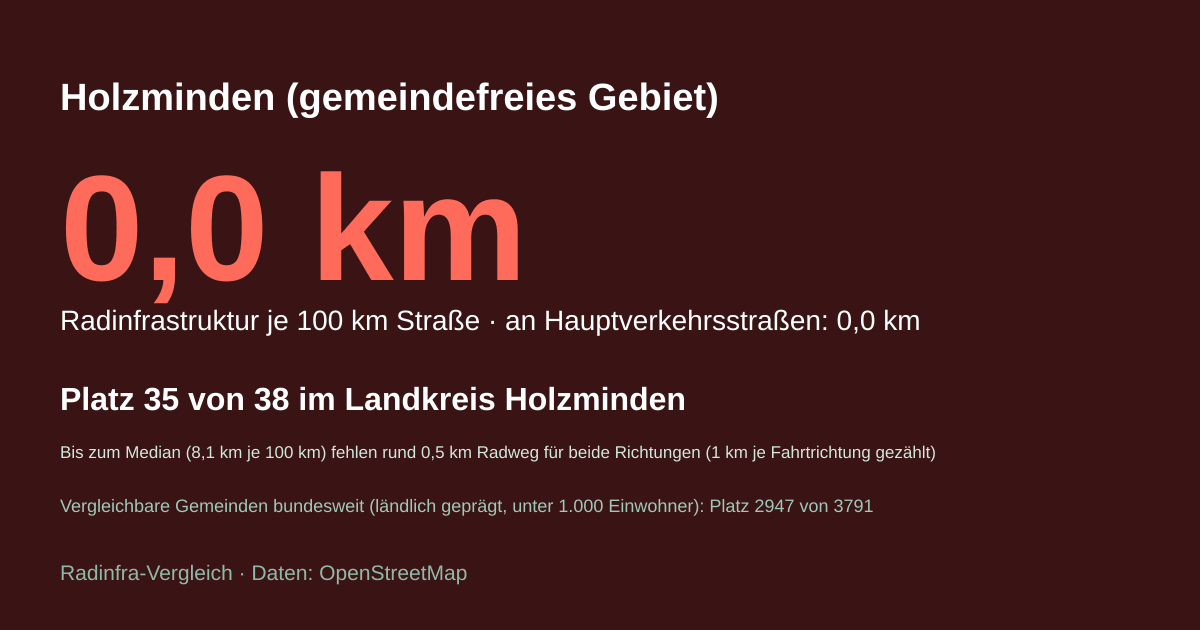 Holzminden (gemeindefreies Gebiet)
0,0 km
Radinfrastruktur je 100 km Straße · an Hauptverkehrsstraßen: 0,0 km
Platz 35 von 38 im Landkreis Holzminden
Bis zum Median (8,1 km je 100 km) fehlen rund 0,5 km Radweg für beide Richtungen (1 km je Fahrtrichtung gezählt)
Vergleichbare Gemeinden bundesweit (ländlich geprägt, unter 1.000 Einwohner): Platz 2947 von 3791
Radinfra-Vergleich · Daten: OpenStreetMap